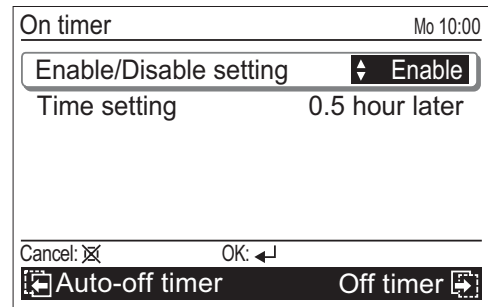 On timer Mo 10:00
Enable/Disable setting Enable
Time setting 0.5 hour later
Cancel: OK:
Auto-off timer Off timer